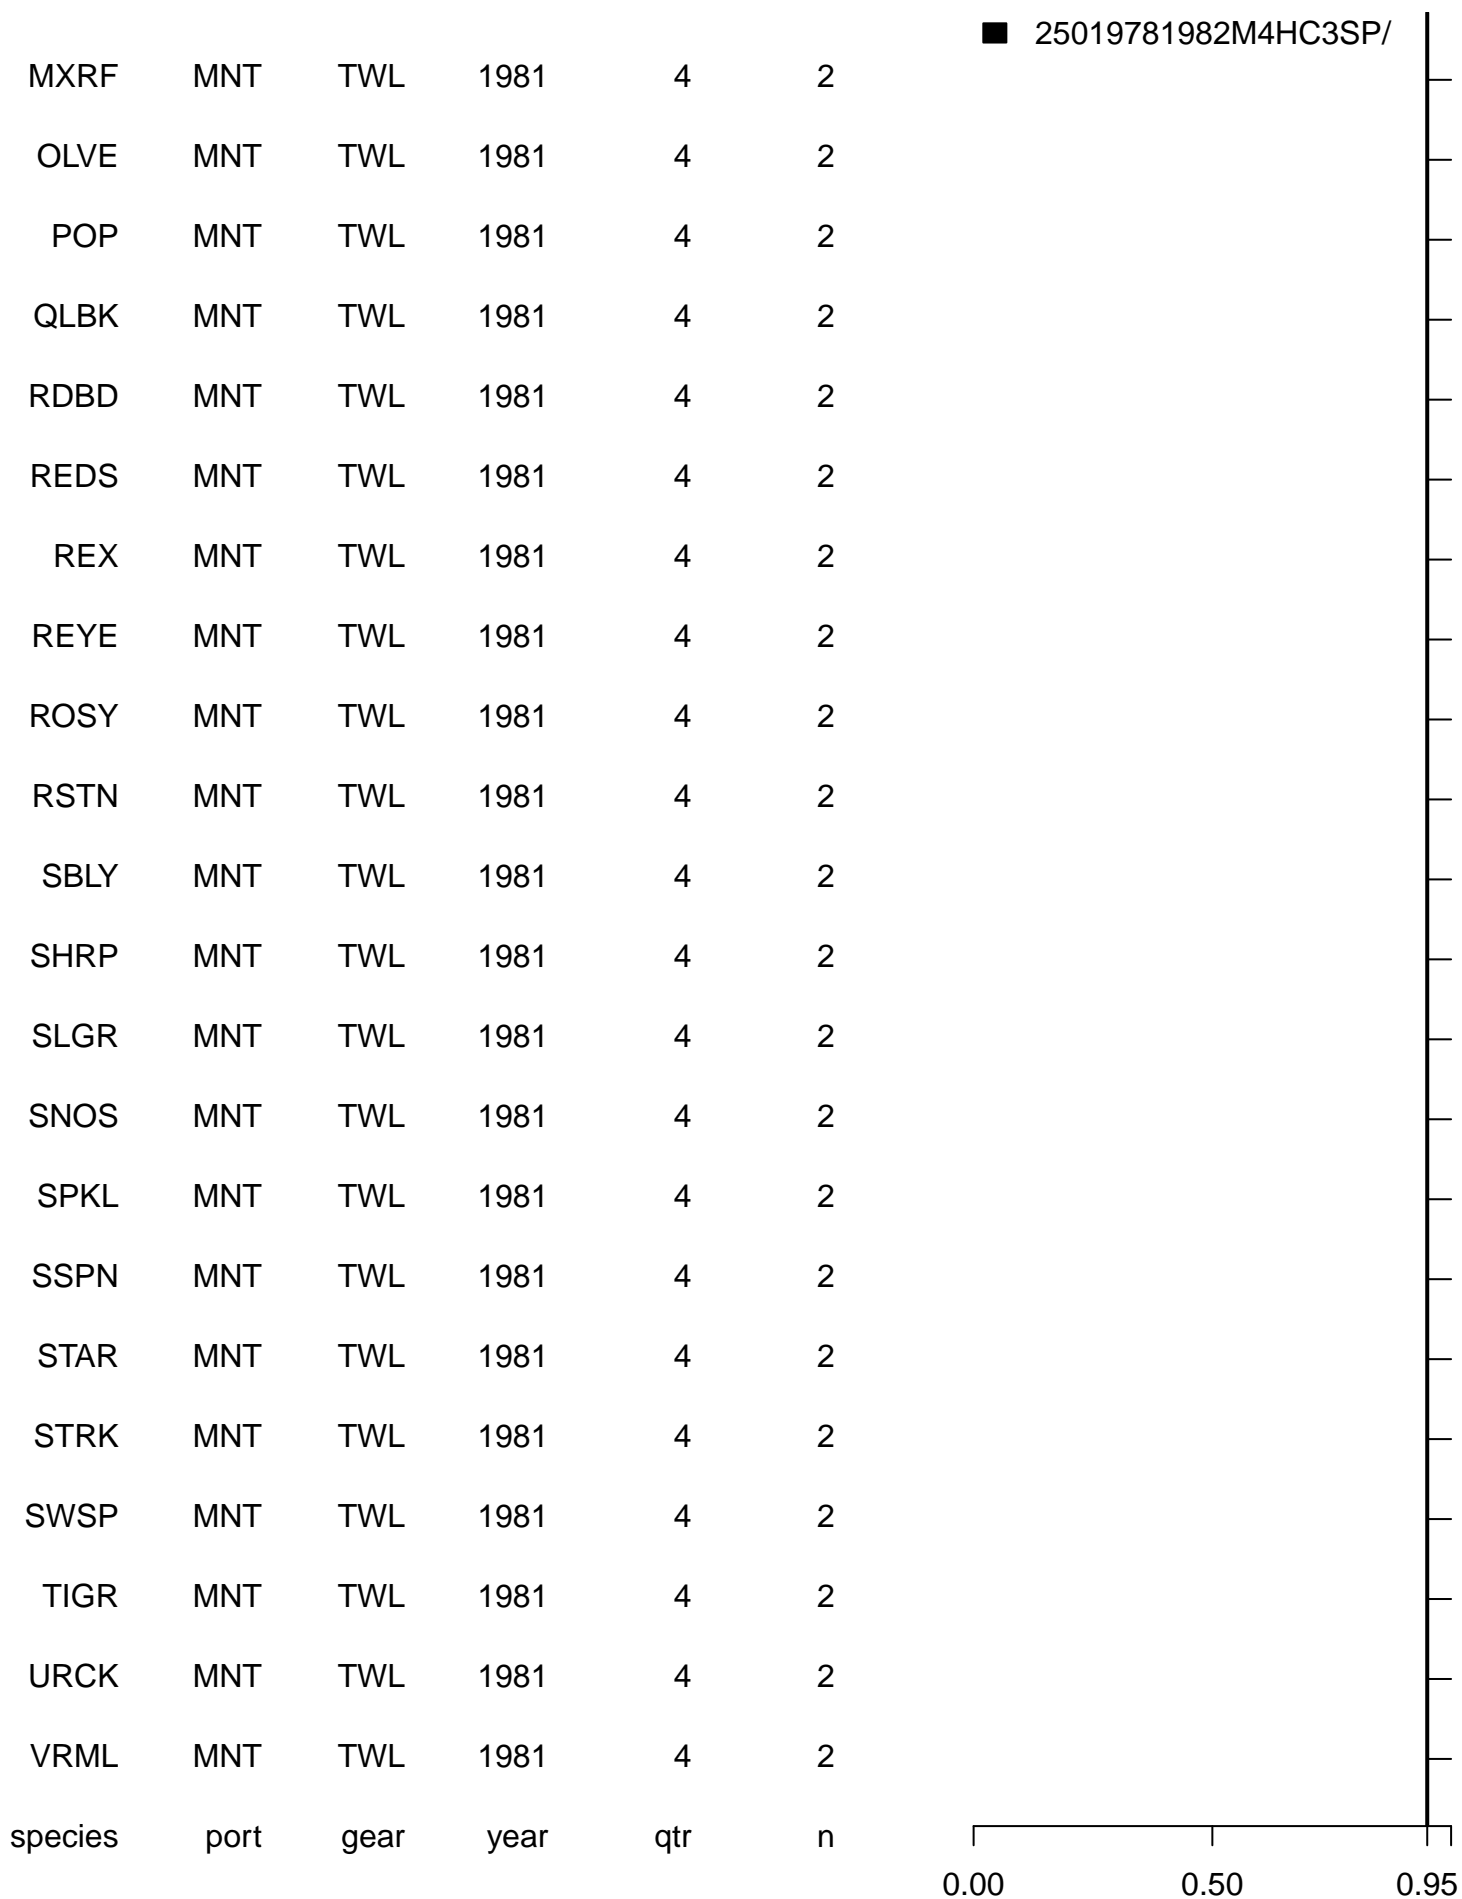 25019781982M4HC3SP/
MXRF MNT TWL 1981 4 2
OLVE MNT TWL 1981 4 2
POP MNT TWL 1981 4 2
QLBK MNT TWL 1981 4 2
RDBD MNT TWL 1981 4 2
REDS MNT TWL 1981 4 2
REX MNT TWL 1981 4 2
REYE MNT TWL 1981 4 2
ROSY MNT TWL 1981 4 2
RSTN MNT TWL 1981 4 2
SBLY MNT TWL 1981 4 2
SHRP MNT TWL 1981 4 2
SLGR MNT TWL 1981 4 2
SNOS MNT TWL 1981 4 2
SPKL MNT TWL 1981 4 2
SSPN MNT TWL 1981 4 2
STAR MNT TWL 1981 4 2
STRK MNT TWL 1981 4 2
SWSP MNT TWL 1981 4 2
TIGR MNT TWL 1981 4 2
URCK MNT TWL 1981 4 2
VRML MNT TWL 1981 4 2
species port gear year qtr n
0.00 0.50 0.95